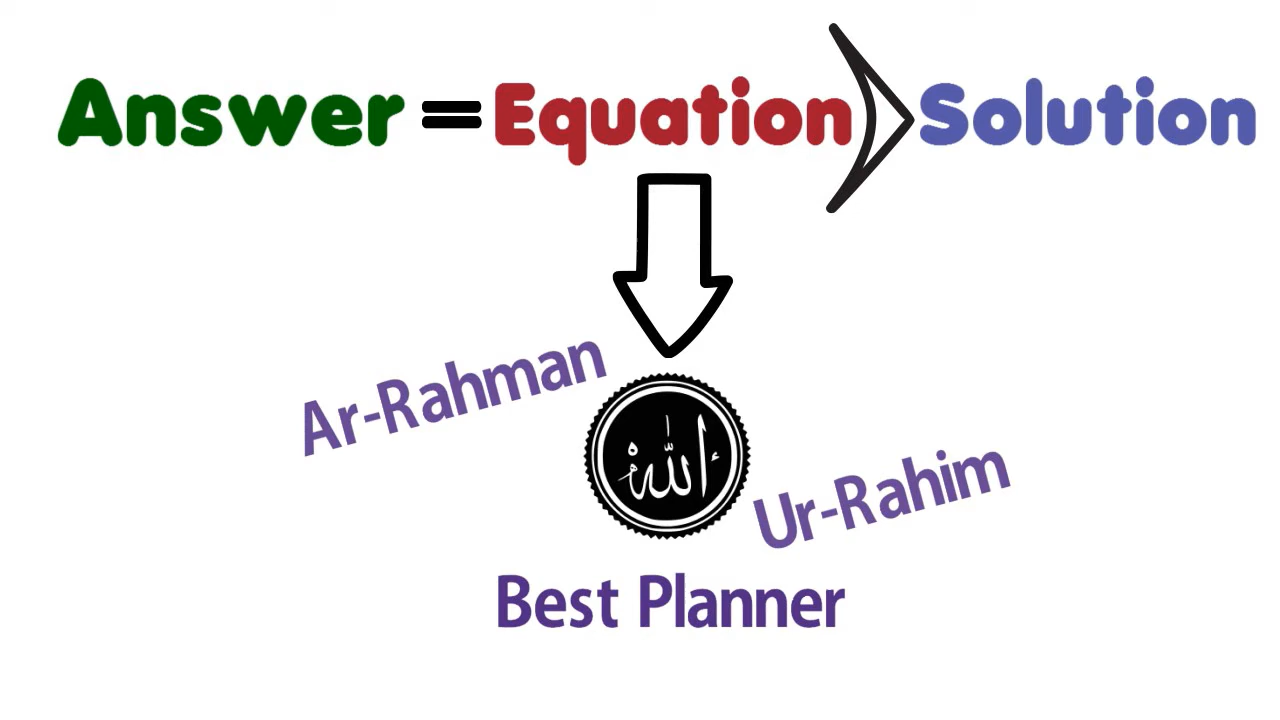 Answer = Equation > Solution
Ar-Rahman
الله
Ur-Rahim
Best Planner